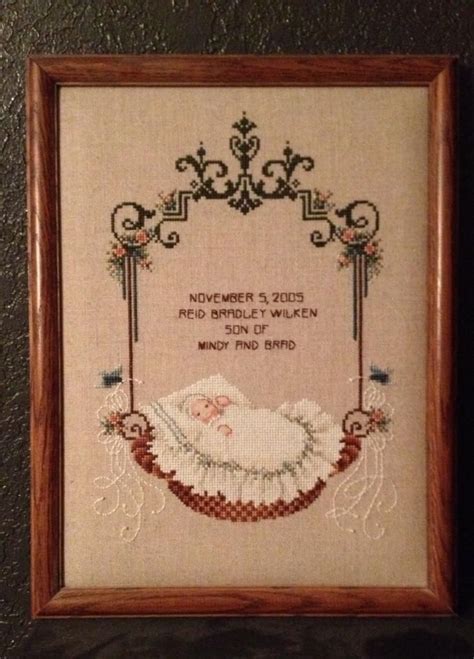 NOVEMBER 5, 2005
REID BRADLEY WILKEN
SON OF
MINDY AND BRAD